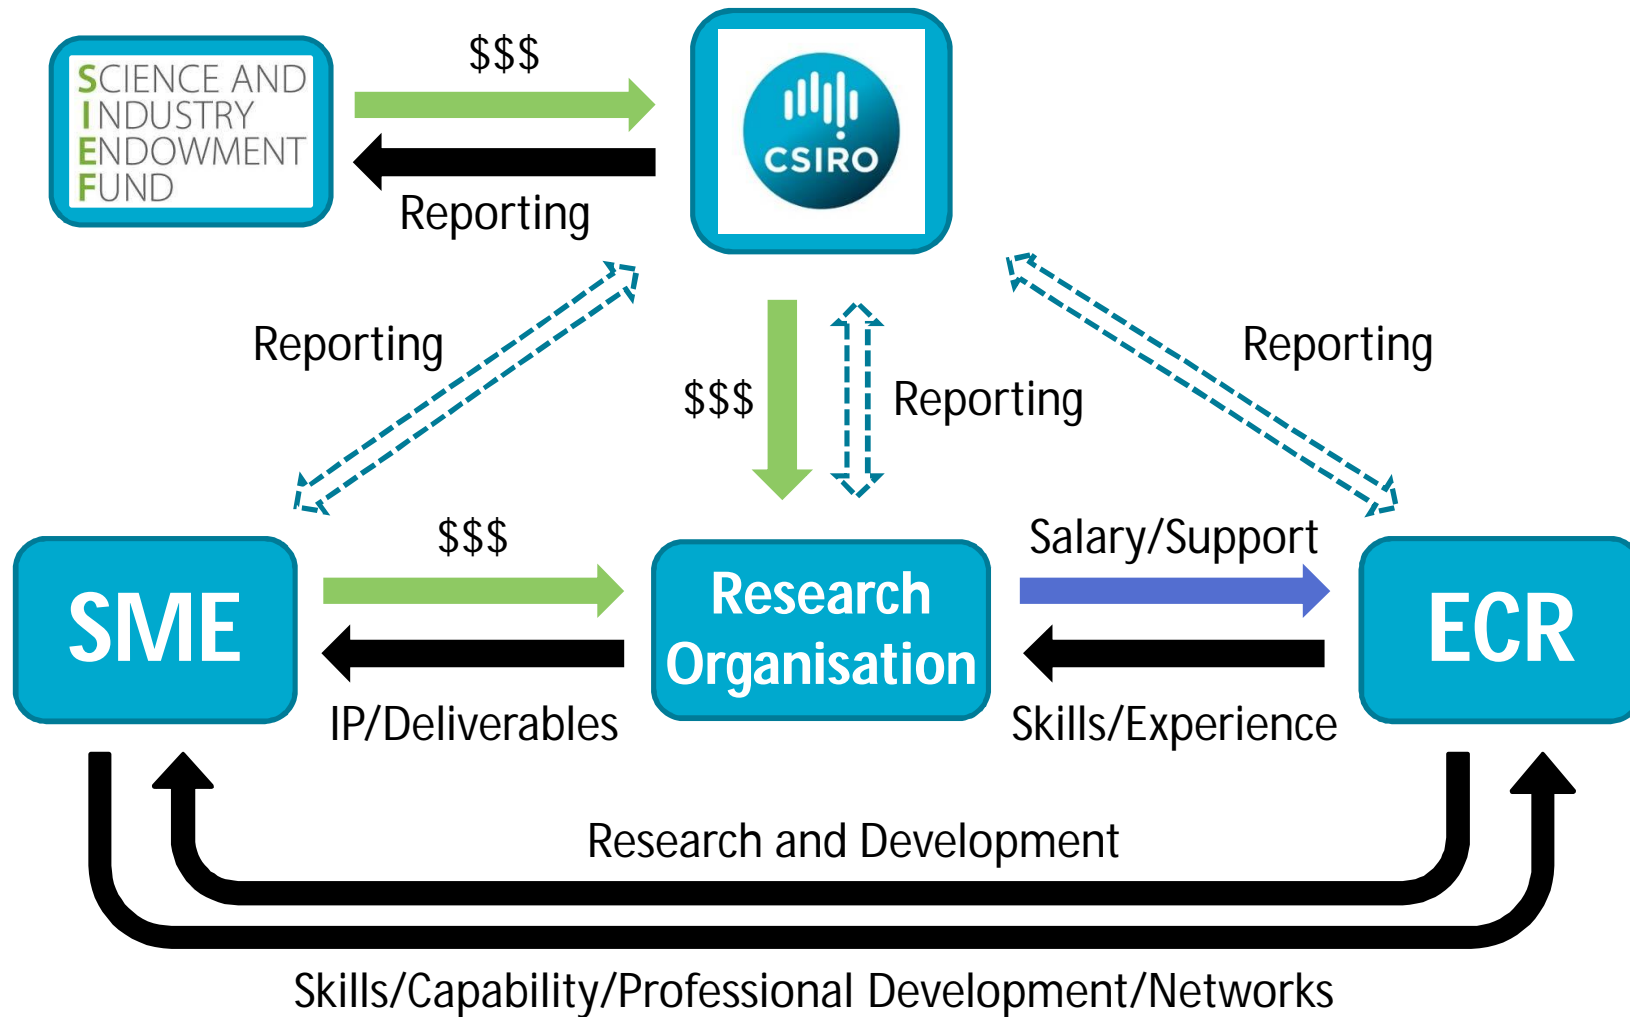 SCIENCE AND
INDUSTRY
ENDOWMENT
FUND
$$$
Reporting
CSIRO
Reporting
$$$
Reporting
Reporting
SME
$$$
IP/Deliverables
Research
Organisation
Salary/Support
Skills/Experience
ECR
Research and Development
Skills/Capability/Professional Development/Networks